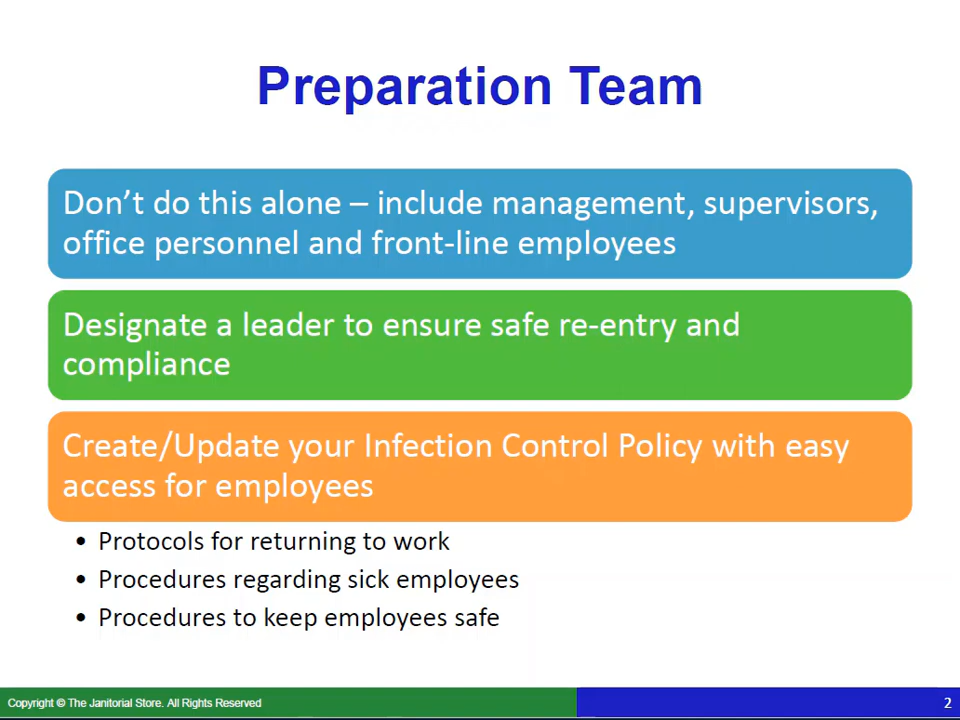 Preparation Team
Don’t do this alone – include management, supervisors,
office personnel and front-line employees
Designate a leader to ensure safe re-entry and
compliance
Create/Update your Infection Control Policy with easy
access for employees
• Protocols for returning to work
• Procedures regarding sick employees
• Procedures to keep employees safe
Copyright © The Janitorial Store. All Rights Reserved
2